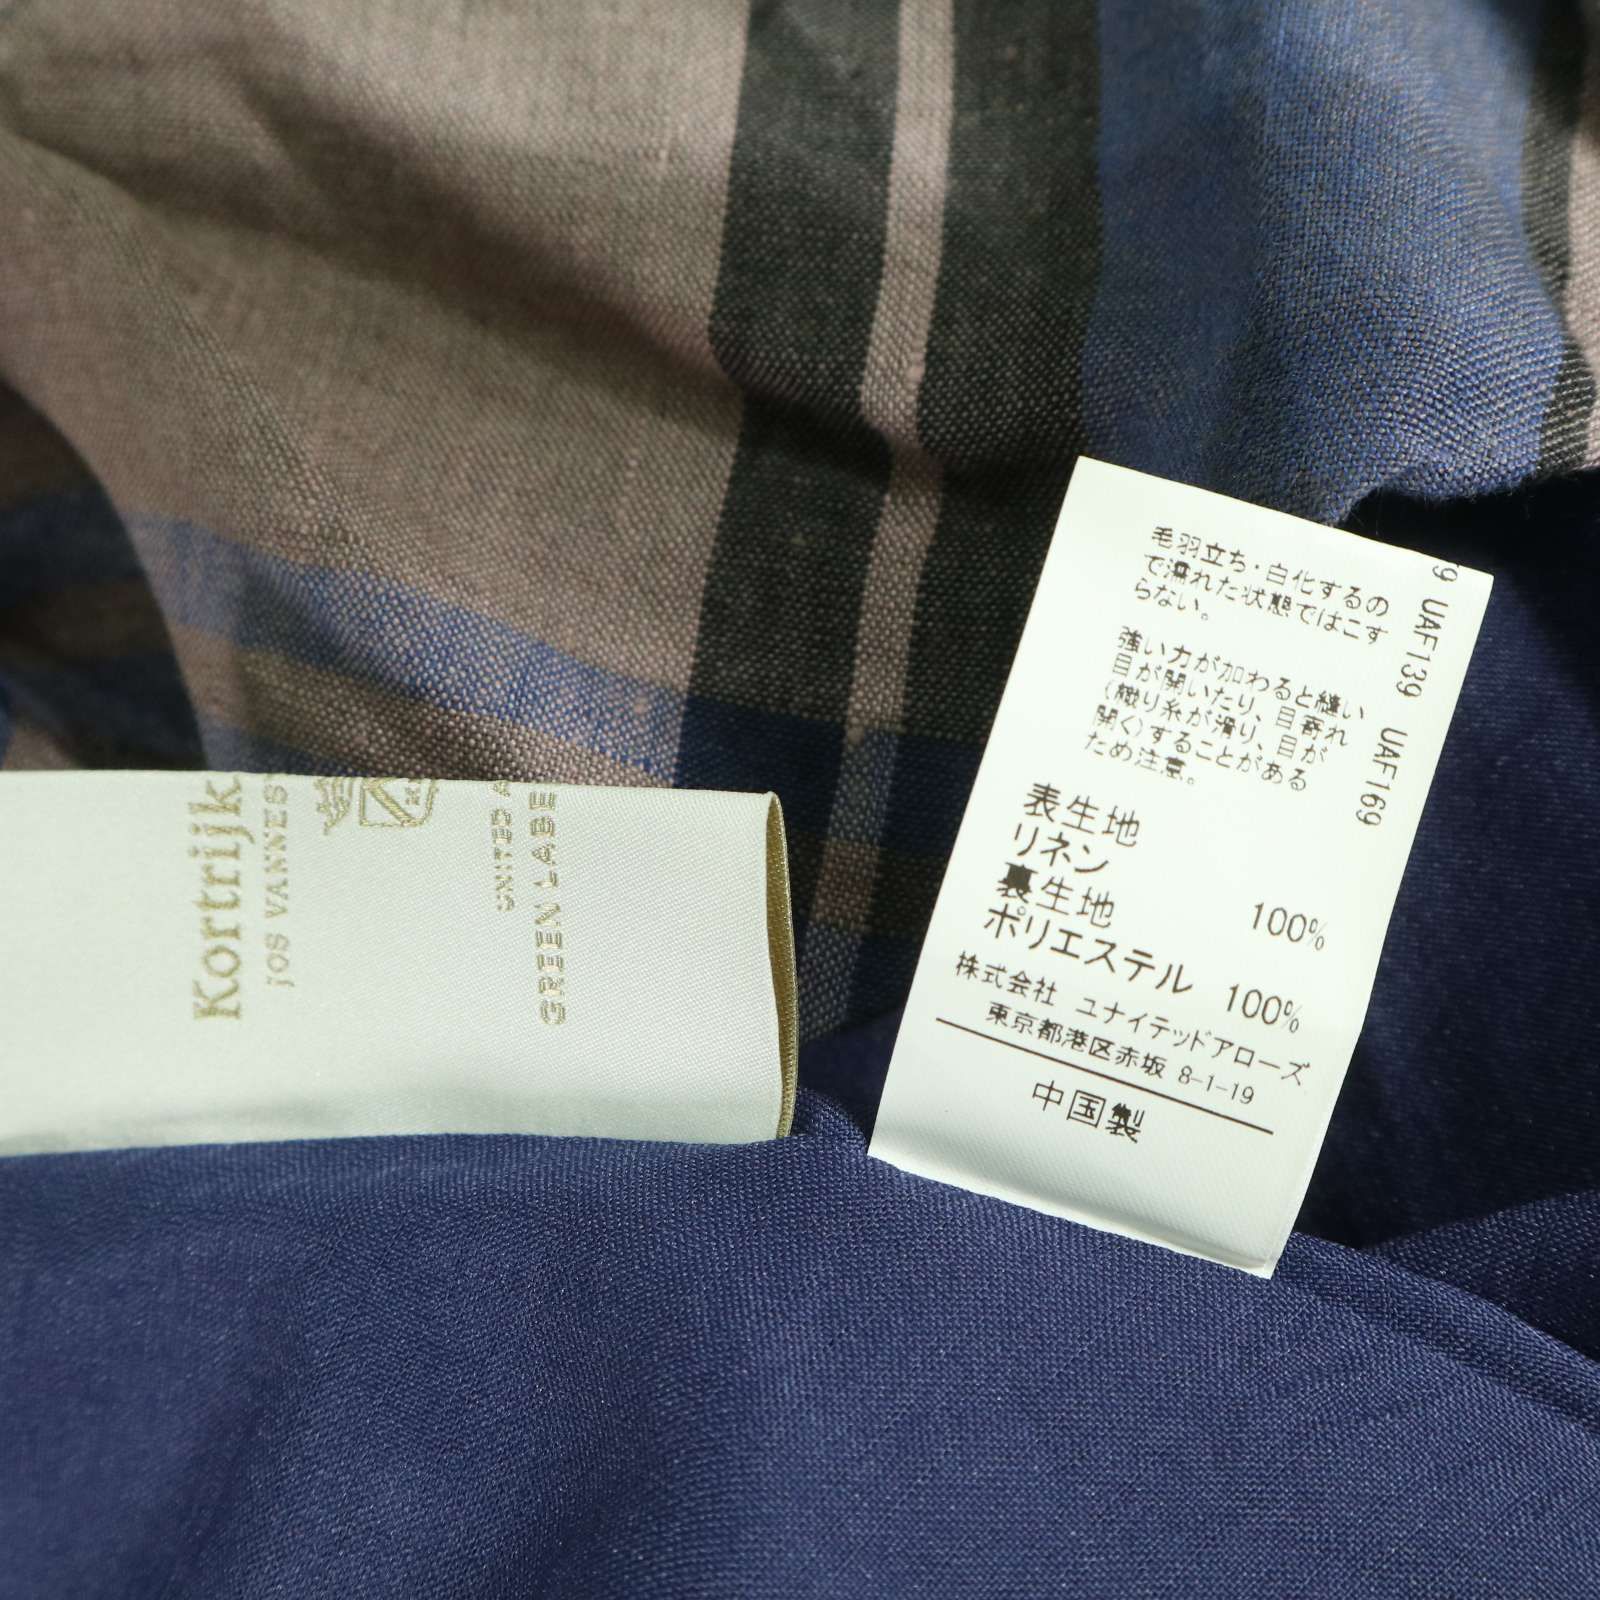 Kortrijk
jOS VANNES
UNITED A
GREEN LABE
毛羽立ち・白化するの
で濡れた状態ではこす
らない。
強い力が加わると縫い
目が開いたり、目寄れ
(織り糸が滑り、目が
開く)することがある
ため注意。
表生地
リネン 100%
裏生地
ポリエステル 100%
株式会社 ユナイテッドアローズ
東京都港区赤坂 8-1-19
中国製
59 UAF139 UAF169